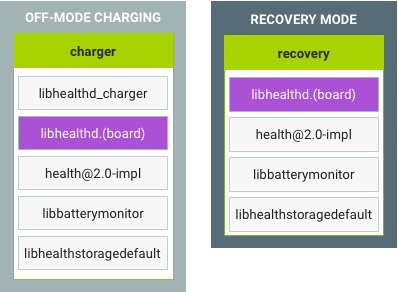 OFF-MODE CHARGING
charger
libhealthd_charger
libhealthd.(board)
health@2.0-impl
libbatterymonitor
libhealthstoragedefault
RECOVERY MODE
recovery
libhealthd.(board)
health@2.0-impl
libbatterymonitor
libhealthstoragedefault